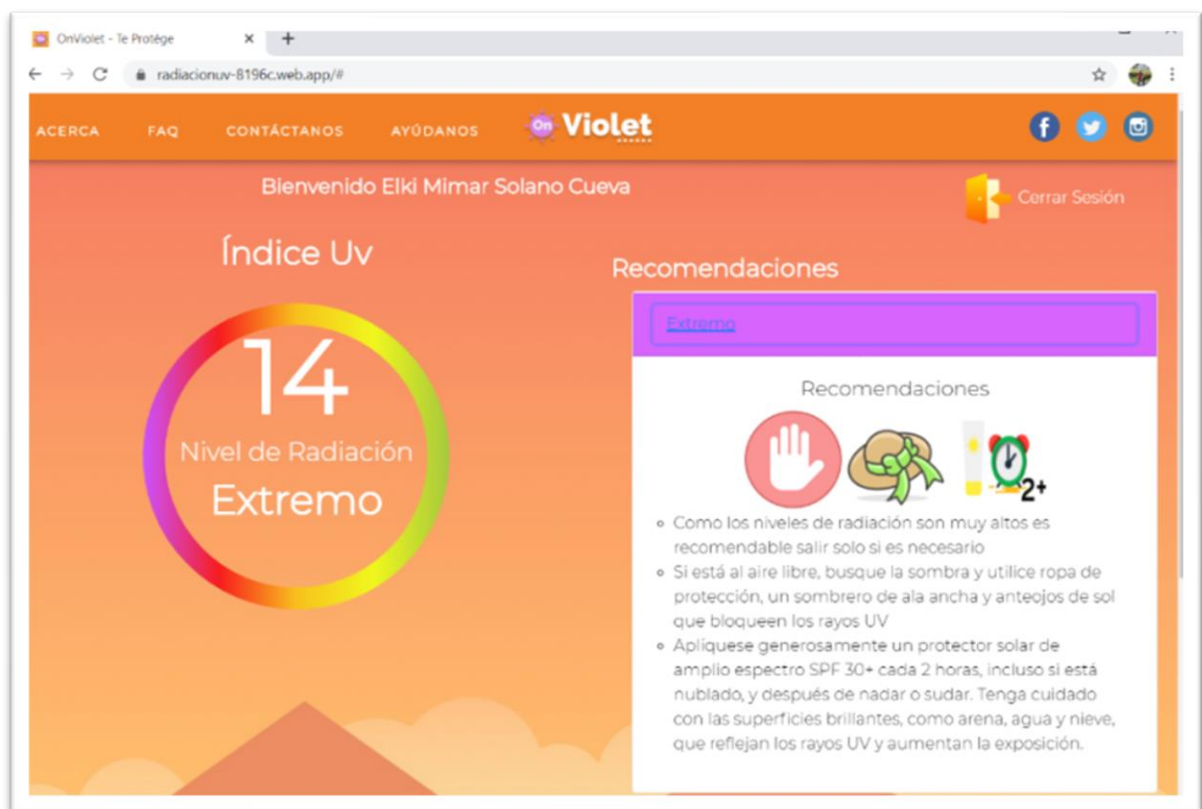 OnViolet - Te Protége
radiacionuv-8196c.web.app/#
ACERCA FAQ CONTÁCTANOS AYÚDANOS On Violet
Bienvenido Elki Mimar Solano Cueva
Cerrar Sesión
Índice Uv
14
Nivel de Radiación
Extremo
Recomendaciones
Extremo
Recomendaciones
2+
Como los niveles de radiación son muy altos es
recomendable salir solo si es necesario
Si está al aire libre, busque la sombra y utilice ropa de
protección, un sombrero de ala ancha y anteojos de sol
que bloqueen los rayos UV
Aplíquese generosamente un protector solar de
amplio espectro SPF 30+ cada 2 horas, incluso si está
nublado, y después de nadar o sudar. Tenga cuidado
con las superficies brillantes, como arena, agua y nieve,
que reflejan los rayos UV y aumentan la exposición.